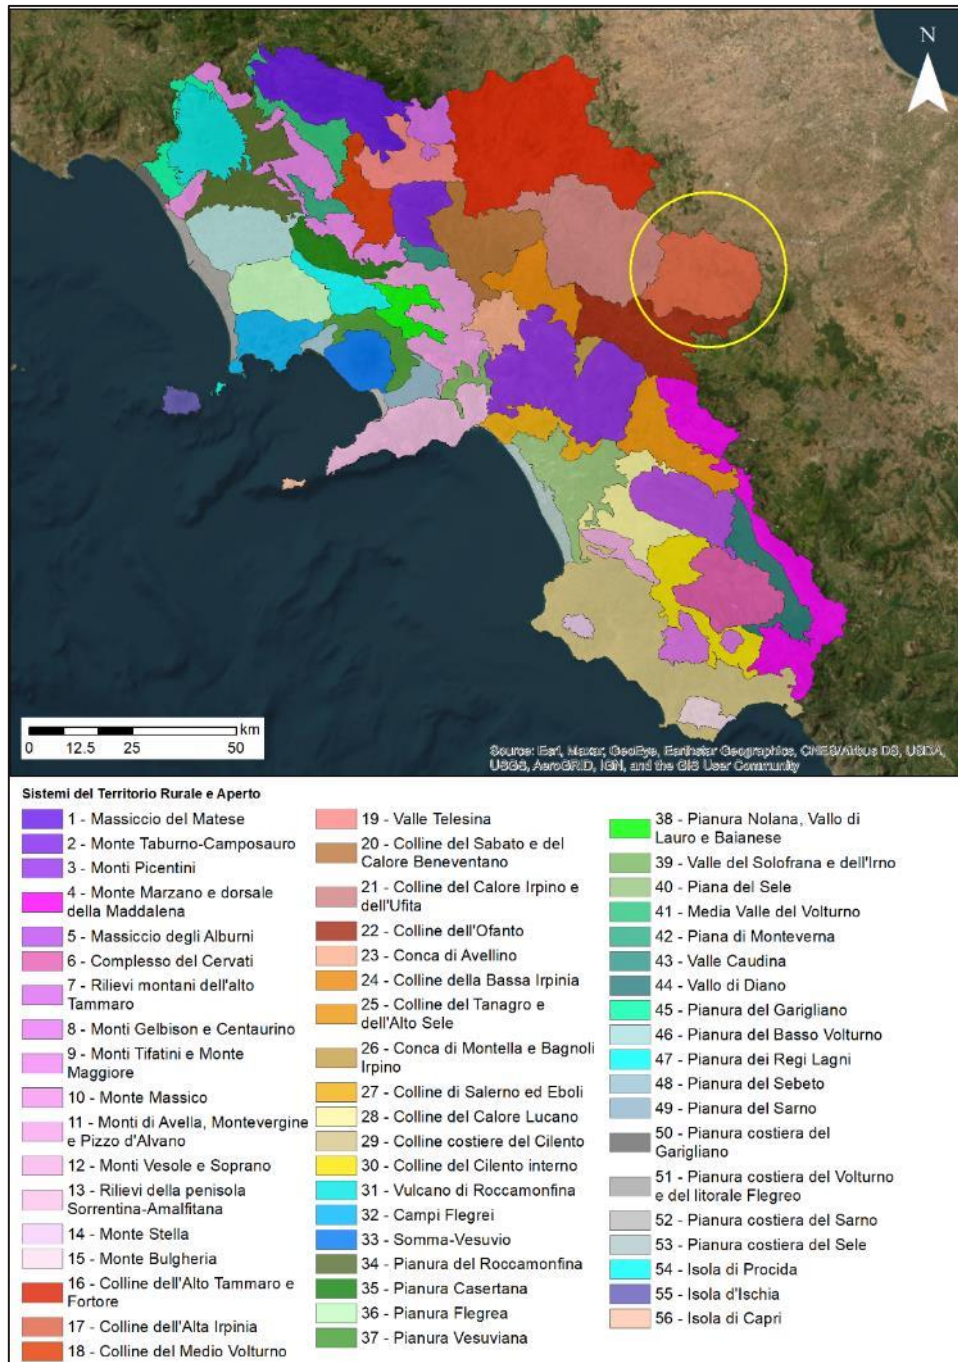 N
km
0 12.5 25 50
Source: Esri, Maxar, GeoEye, Earthstar Geographics, CNES/Airbus DS, USDA,
USGS, AeroGRID, IGN, and the GIS User Community
Sistemi del Territorio Rurale e Aperto
1 - Massiccio del Matese
2 - Monte Taburno-Camposauro
3 - Monti Picentini
4 - Monte Marzano e dorsale
della Maddalena
5 - Massiccio degli Alburni
6 - Complesso del Cervati
7 - Rilievi montani dell'alto
Tammaro
8 - Monti Gelbison e Centaurino
9 - Monti Tifatini e Monte
Maggiore
10 - Monte Massico
11 - Monti di Avella, Montevergine
e Pizzo d'Alvano
12 - Monti Vesole e Soprano
13 - Rilievi della penisola
Sorrentina-Amalfitana
14 - Monte Stella
15 - Monte Bulgheria
16 - Colline dell'Alto Tammaro e
Fortore
17 - Colline dell'Alta Irpinia
18 - Colline del Medio Volturno
19 - Valle Telesina
20 - Colline del Sabato e del
Calore Beneventano
21 - Colline del Calore Irpino e
dell'Ufita
22 - Colline dell'Ofanto
23 - Conca di Avellino
24 - Colline della Bassa Irpinia
25 - Colline del Tanagro e
dell'Alto Sele
26 - Conca di Montella e Bagnoli
Irpino
27 - Colline di Salerno ed Eboli
28 - Colline del Calore Lucano
29 - Colline costiere del Cilento
30 - Colline del Cilento interno
31 - Vulcano di Roccamonfina
32 - Campi Flegrei
33 - Somma-Vesuvio
34 - Pianura del Roccamonfina
35 - Pianura Casertana
36 - Pianura Flegrea
37 - Pianura Vesuviana
38 - Pianura Nolana, Vallo di
Lauro e Baianese
39 - Valle del Solofrana e dell'Irno
40 - Piana del Sele
41 - Media Valle del Volturno
42 - Piana di Monteverna
43 - Valle Caudina
44 - Vallo di Diano
45 - Pianura del Garigliano
46 - Pianura del Basso Volturno
47 - Pianura dei Regi Lagni
48 - Pianura del Sebeto
49 - Pianura del Sarno
50 - Pianura costiera del
Garigliano
51 - Pianura costiera del Volturno
e del litorale Flegreo
52 - Pianura costiera del Sarno
53 - Pianura costiera del Sele
54 - Isola di Procida
55 - Isola d'Ischia
56 - Isola di Capri